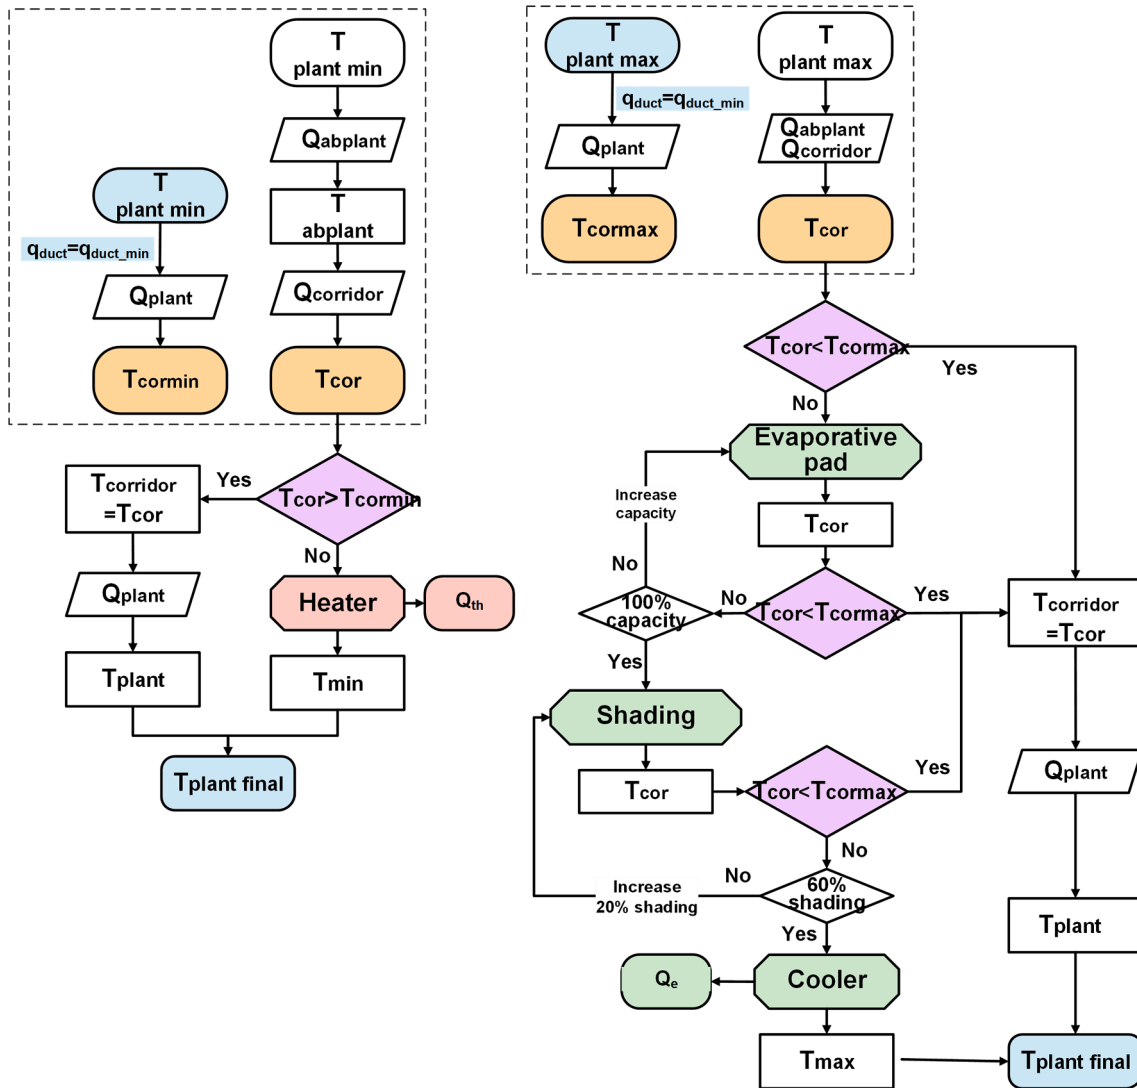 T
plant min
Qabplant
T
abplant
Qcorridor
Tcor
T
plant min
qduct=qduct_min
Qplant
Tcormin
Tcor>Tcormin
Yes
No
Tcorridor
=Tcor
Qplant
Tplant
Heater
Qth
Tmin
Tplant final
T
plant max
qduct=qduct_min
Qplant
Tcormax
T
plant max
Qabplant
Qcorridor
Tcor
Tcor<Tcormax
Yes
No
Evaporative
pad
Increase
capacity
Tcor
No
Tcor<Tcormax
Yes
No
100%
capacity
Yes
Shading
Tcor
Tcor<Tcormax
Yes
No
60%
shading
No
Increase
20% shading
Yes
Cooler
Qe
Tmax
Tcorridor
=Tcor
Qplant
Tplant
Tplant final